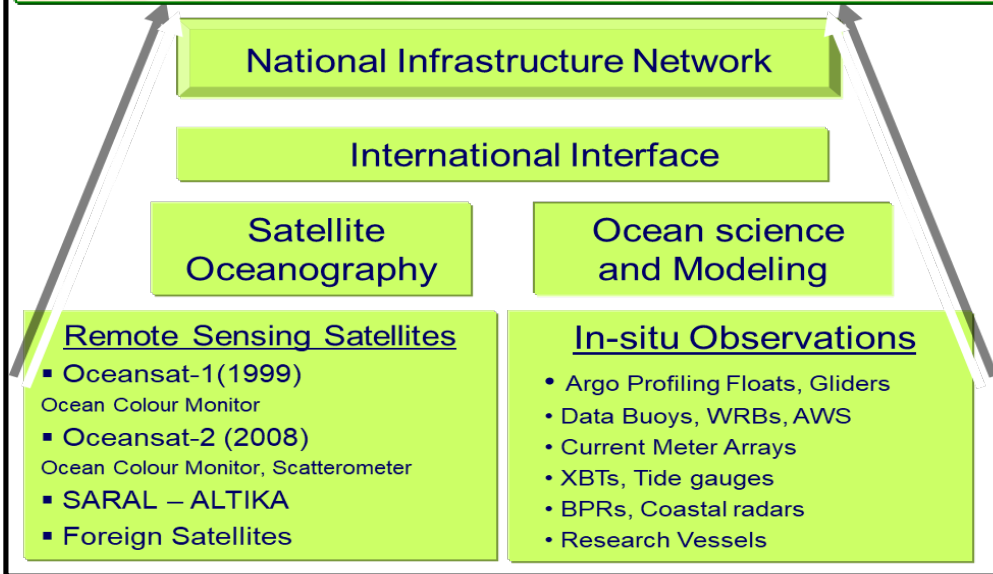 National Infrastructure Network
International Interface
Satellite
Oceanography
Ocean science
and Modeling
Remote Sensing Satellites
▪ Oceansat-1(1999)
Ocean Colour Monitor
▪ Oceansat-2 (2008)
Ocean Colour Monitor, Scatterometer
▪ SARAL – ALTIKA
▪ Foreign Satellites
In-situ Observations
• Argo Profiling Floats, Gliders
• Data Buoys, WRBs, AWS
• Current Meter Arrays
• XBTs, Tide gauges
• BPRs, Coastal radars
• Research Vessels